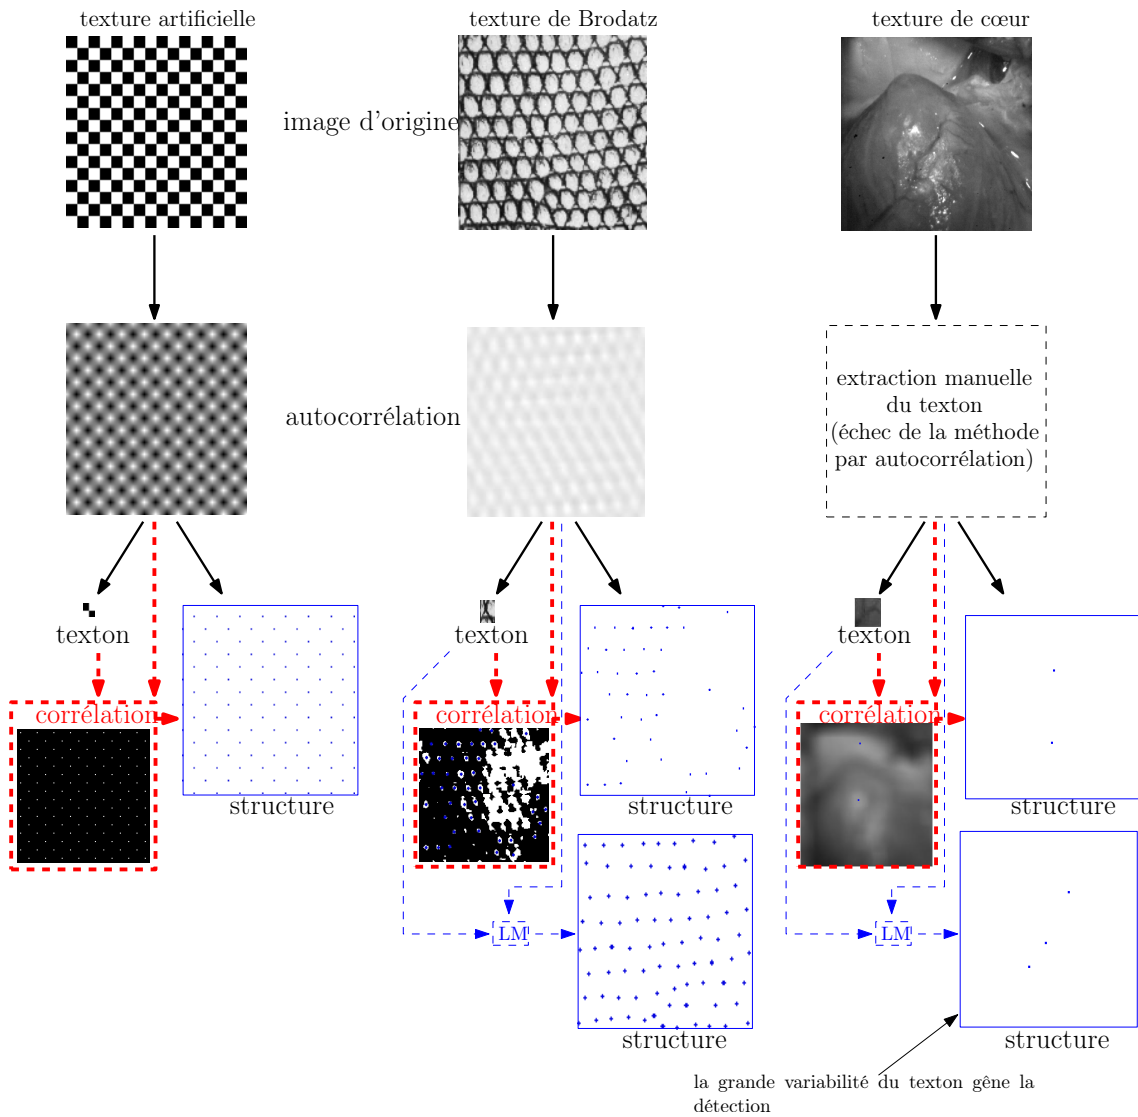 texture artificielle
texture de Brodatz
texture de cœur
image d'origine
autocorrélation
extraction manuelle
du texton
(échec de la méthode
par autocorrélation)
texton
texton
texton
corrélation
corrélation
corrélation
structure
structure
structure
LM
LM
structure
structure
la grande variabilité du texton gêne la
détection